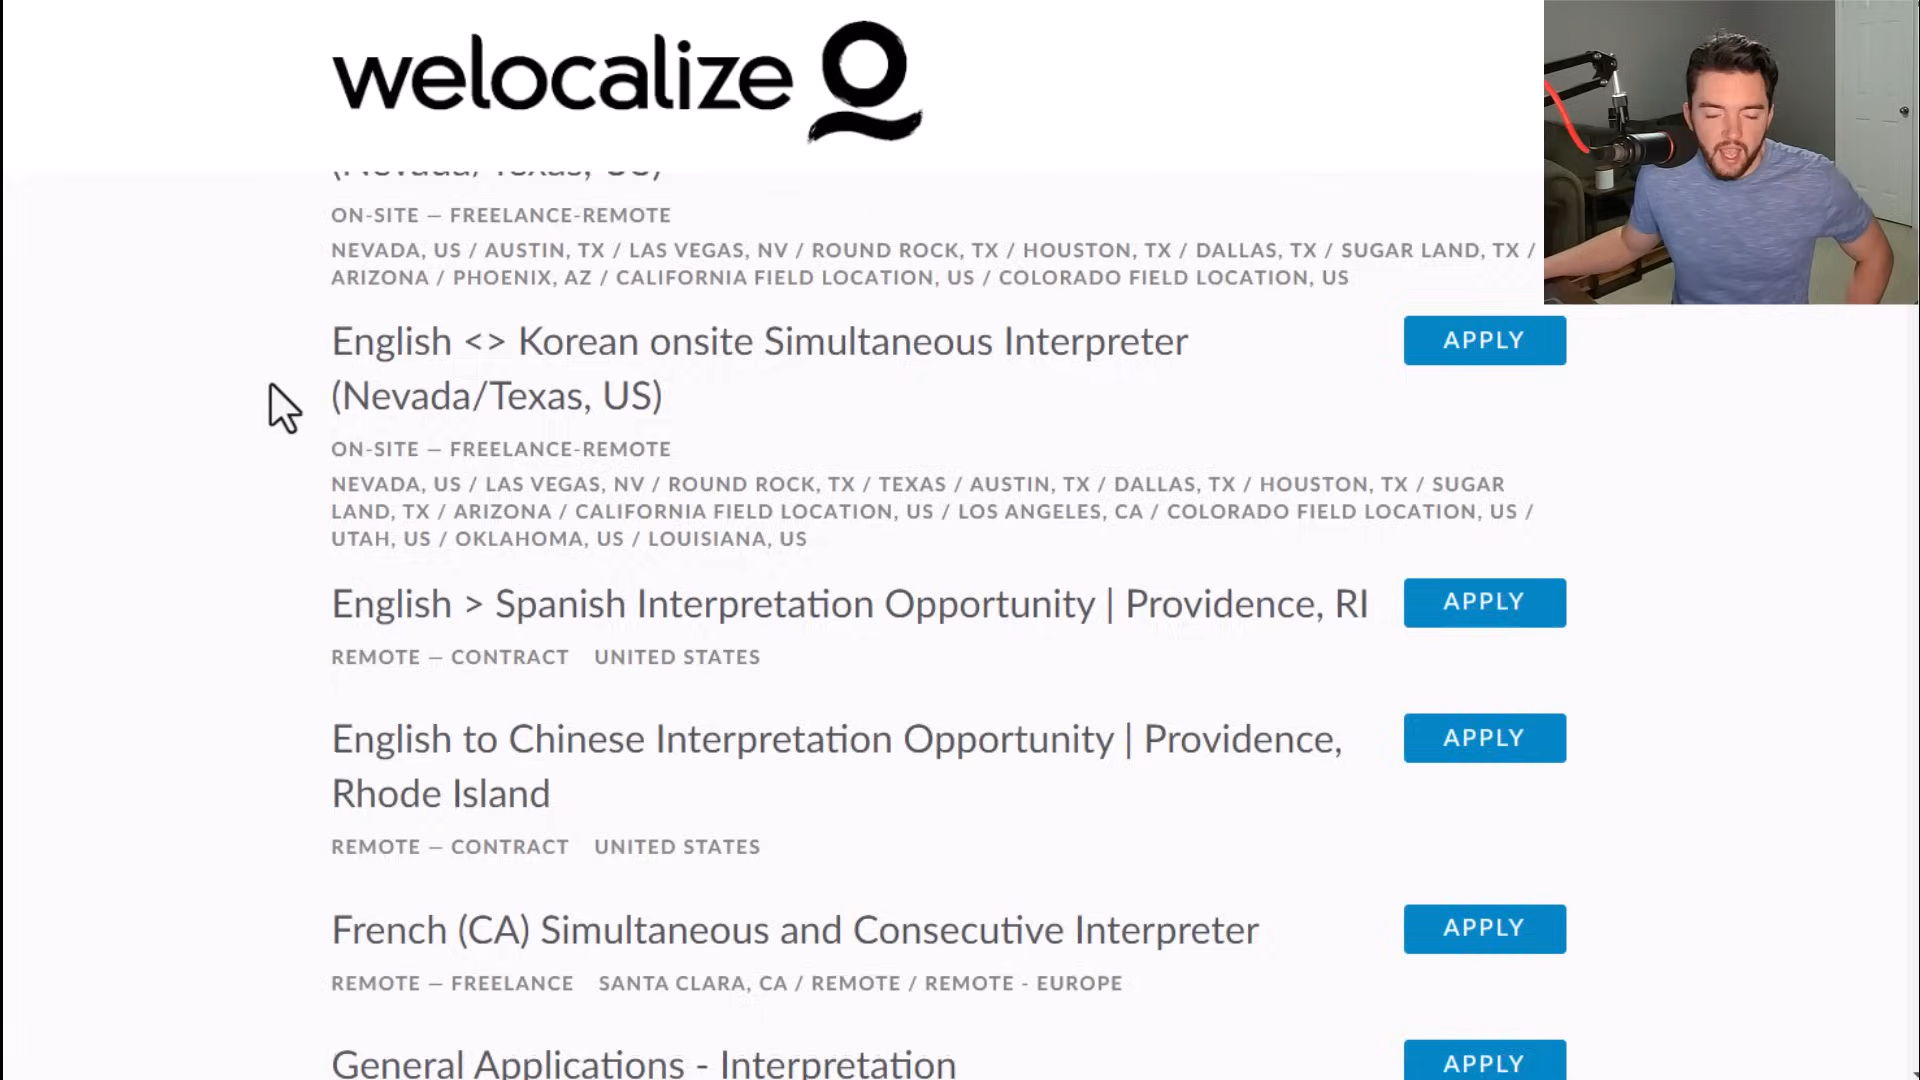 welocalize
(Nevada/Texas, US)
ON-SITE — FREELANCE-REMOTE
NEVADA, US / AUSTIN, TX / LAS VEGAS, NV / ROUND ROCK, TX / HOUSTON, TX / DALLAS, TX / SUGAR LAND, TX /
ARIZONA / PHOENIX, AZ / CALIFORNIA FIELD LOCATION, US / COLORADO FIELD LOCATION, US
English <> Korean onsite Simultaneous Interpreter
APPLY
(Nevada/Texas, US)
ON-SITE — FREELANCE-REMOTE
NEVADA, US / LAS VEGAS, NV / ROUND ROCK, TX / TEXAS / AUSTIN, TX / DALLAS, TX / HOUSTON, TX / SUGAR
LAND, TX / ARIZONA / CALIFORNIA FIELD LOCATION, US / LOS ANGELES, CA / COLORADO FIELD LOCATION, US /
UTAH, US / OKLAHOMA, US / LOUISIANA, US
English > Spanish Interpretation Opportunity | Providence, RI
APPLY
REMOTE — CONTRACT UNITED STATES
English to Chinese Interpretation Opportunity | Providence,
APPLY
Rhode Island
REMOTE — CONTRACT UNITED STATES
French (CA) Simultaneous and Consecutive Interpreter
APPLY
REMOTE — FREELANCE SANTA CLARA, CA / REMOTE / REMOTE - EUROPE
General Applications - Interpretation
APPLY